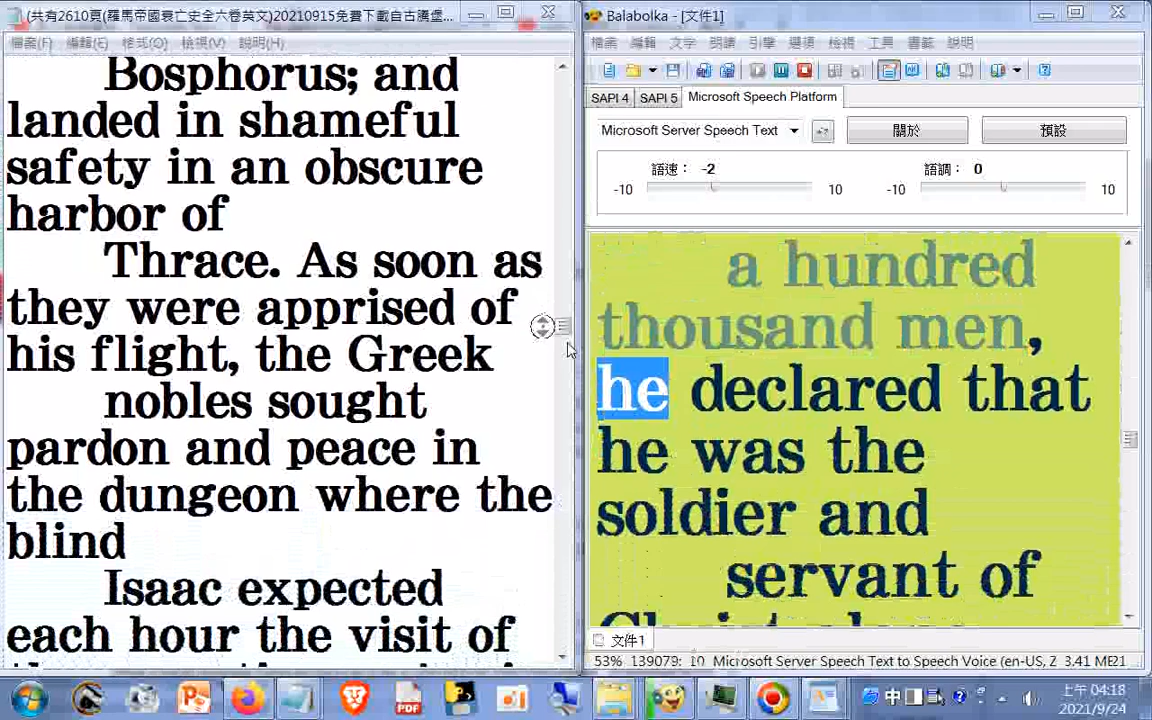 (共有2610頁(羅馬帝國衰亡史全六卷英文)20210915免費下載自古騰堡...
檔案(F) 編輯(E) 格式(O) 檢視(V) 說明(H)
Bosphorus; and
landed in shameful
safety in an obscure
harbor of
Thrace. As soon as
they were apprised of
his flight, the Greek
nobles sought
pardon and peace in
the dungeon where the
blind
Isaac expected
each hour the visit of
Balabolka - [文件1]
檔案 編輯 文字 朗讀 引擎 選項 檢視 工具 書籤 說明
SAPI 4 SAPI 5 Microsoft Speech Platform
Microsoft Server Speech Text
關於 預設
語速： -2 語調： 0
-10 10 -10 10
a hundred
thousand men,
he declared that
he was the
soldier and
servant of
文件1
53% 139079: 10 Microsoft Server Speech Text to Speech Voice (en-US, Z 3.41 ME21
中
上午 04:18
2021/9/24